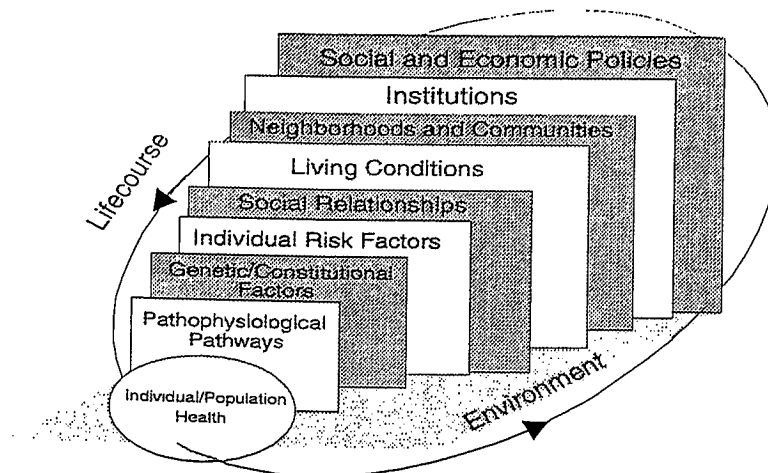 Social and Economic Policies
Institutions
Neighborhoods and Communities
Living Conditions
Social Relationships
Individual Risk Factors
Genetic/Constitutional
Factors
Pathophysiological
Pathways
Individual/Population
Health
Lifecourse
Environment